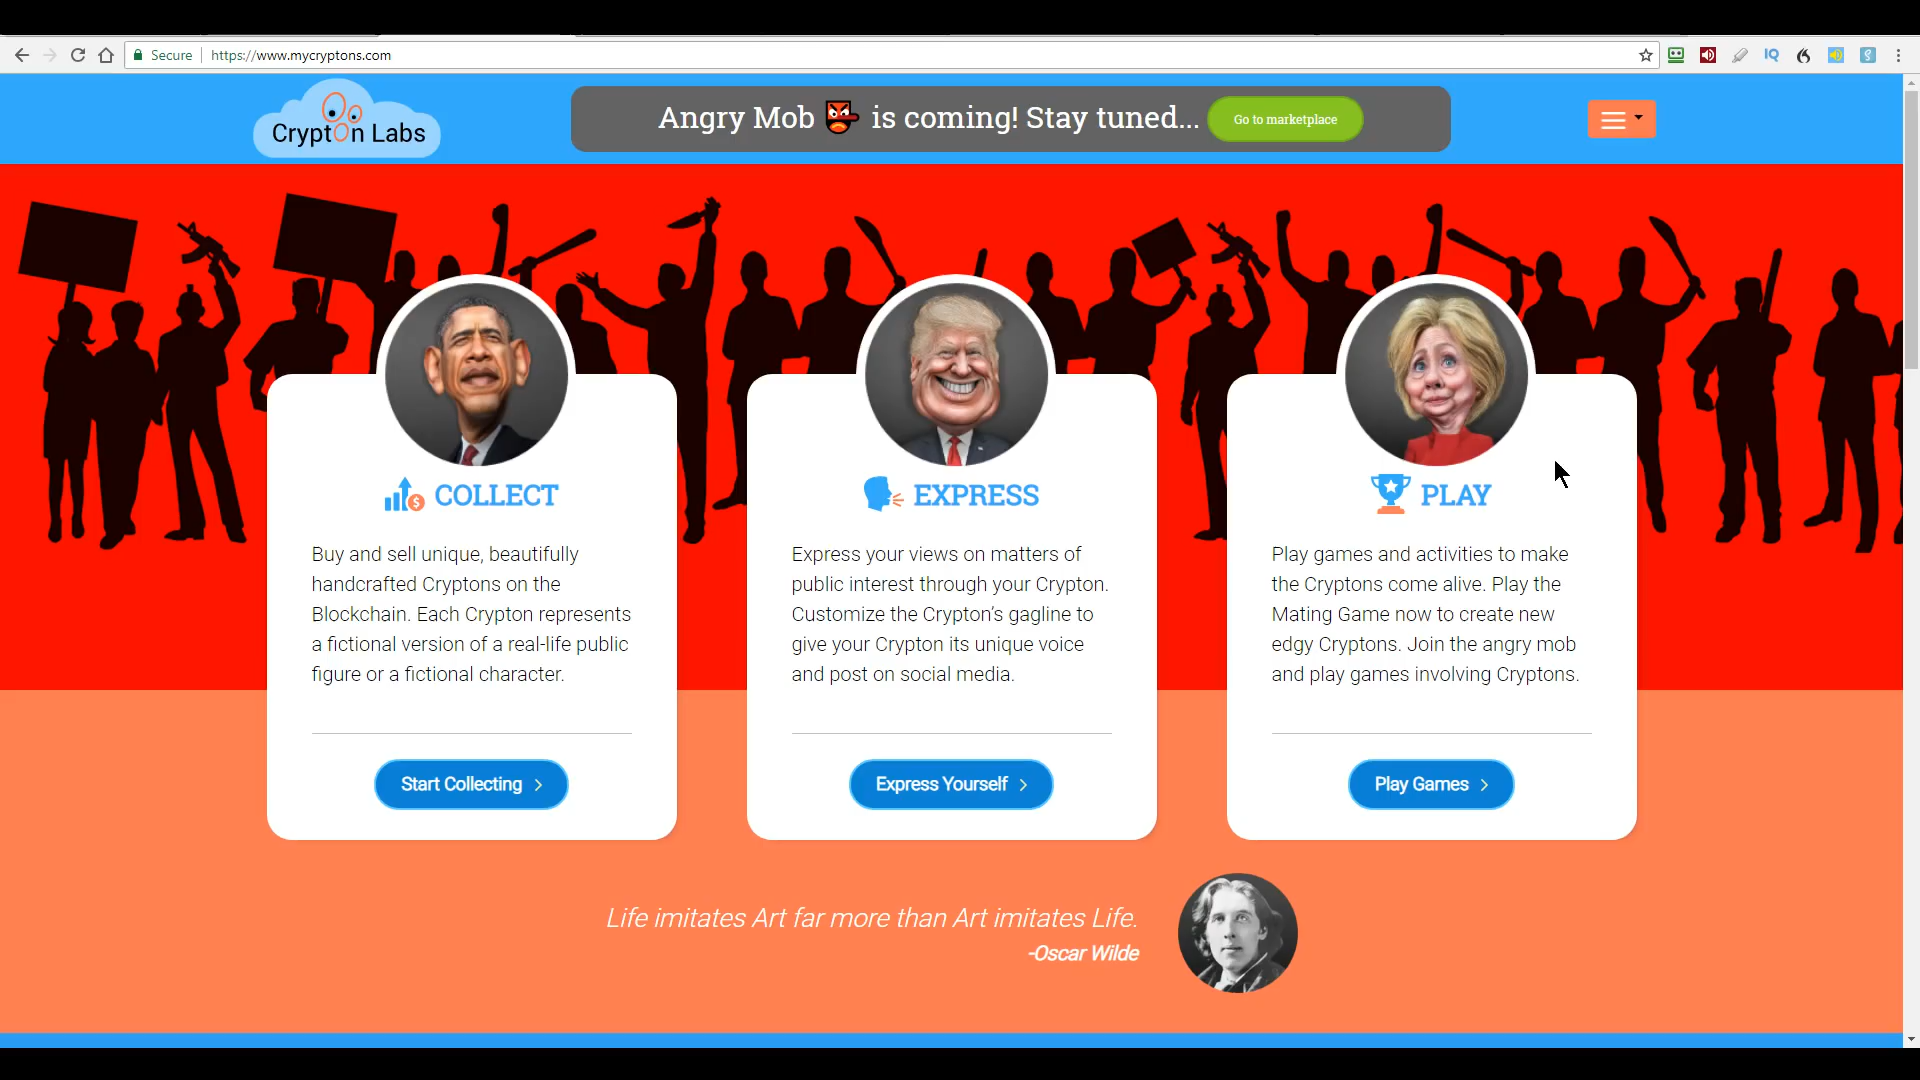 Secure https://www.mycryptons.com
IQ
Crypton Labs
Angry Mob is coming! Stay tuned...
Go to marketplace
COLLECT
Buy and sell unique, beautifully
handcrafted Cryptons on the
Blockchain. Each Crypton represents
a fictional version of a real-life public
figure or a fictional character.
Start Collecting
EXPRESS
Express your views on matters of
public interest through your Crypton.
Customize the Crypton’s gagline to
give your Crypton its unique voice
and post on social media.
Express Yourself
PLAY
Play games and activities to make
the Cryptons come alive. Play the
Mating Game now to create new
edgy Cryptons. Join the angry mob
and play games involving Cryptons.
Play Games
Life imitates Art far more than Art imitates Life.
-Oscar Wilde